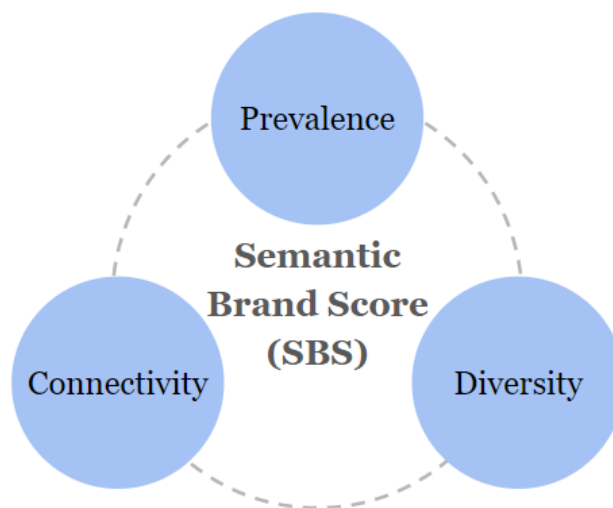 Prevalence
Semantic
Brand Score
(SBS)
Connectivity
Diversity